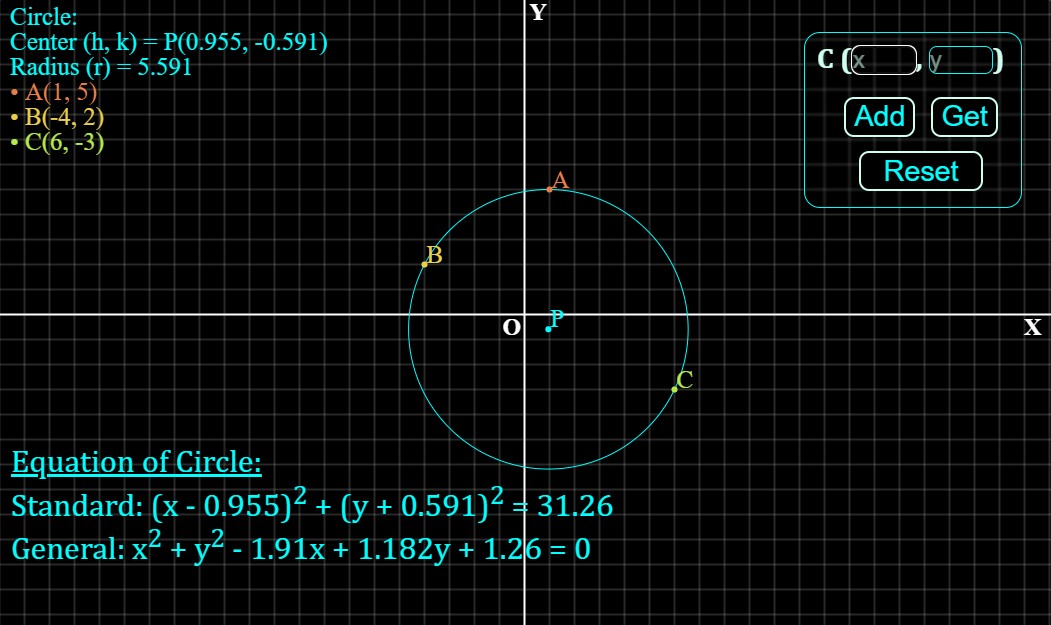 Circle:
Center (h, k) = P(0.955, -0.591)
Radius (r) = 5.591
• A(1, 5)
• B(-4, 2)
• C(6, -3)
Y
C (x, y)
Add Get
Reset
A
B
P
O
X
C
Equation of Circle:
Standard: (x - 0.955)² + (y + 0.591)² = 31.26
General: x² + y² - 1.91x + 1.182y + 1.26 = 0